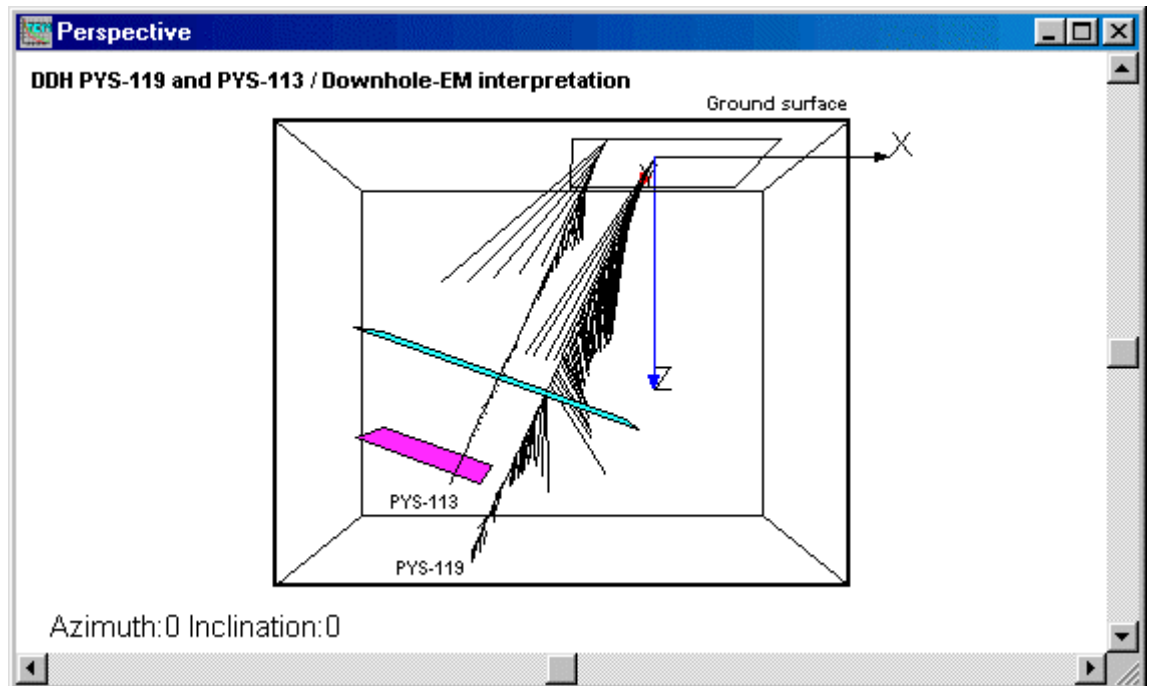 Perspective
DDH PYS-119 and PYS-113 / Downhole-EM interpretation
Ground surface
X
Z
PYS-113
PYS-119
Azimuth:0 Inclination:0